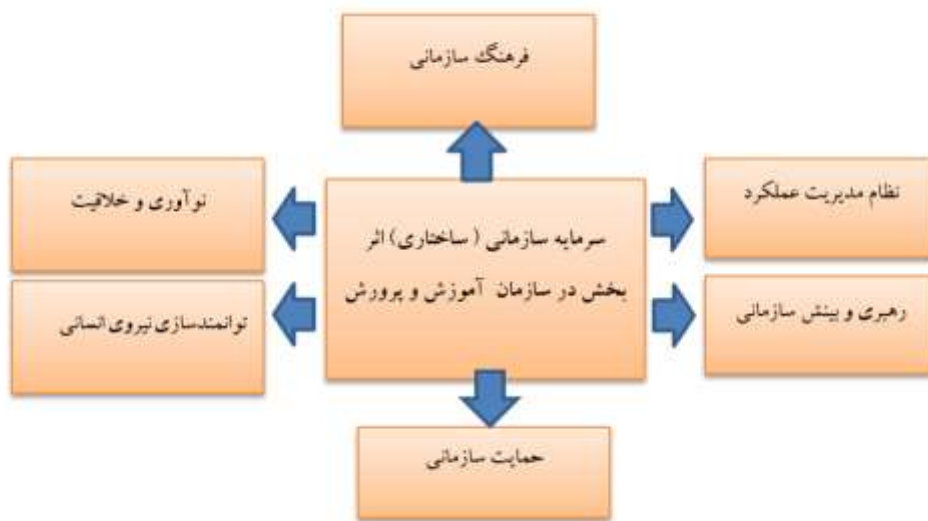 فرهنگ سازمانی
نظام مدیریت عملکرد
نوآوری و خلاقیت
سرمایه سازمانی ( ساختاری) اثر
بخش در سازمان آموزش و پرورش
رهبری و بینش سازمانی
توانمندسازی نیروی انسانی
حمایت سازمانی